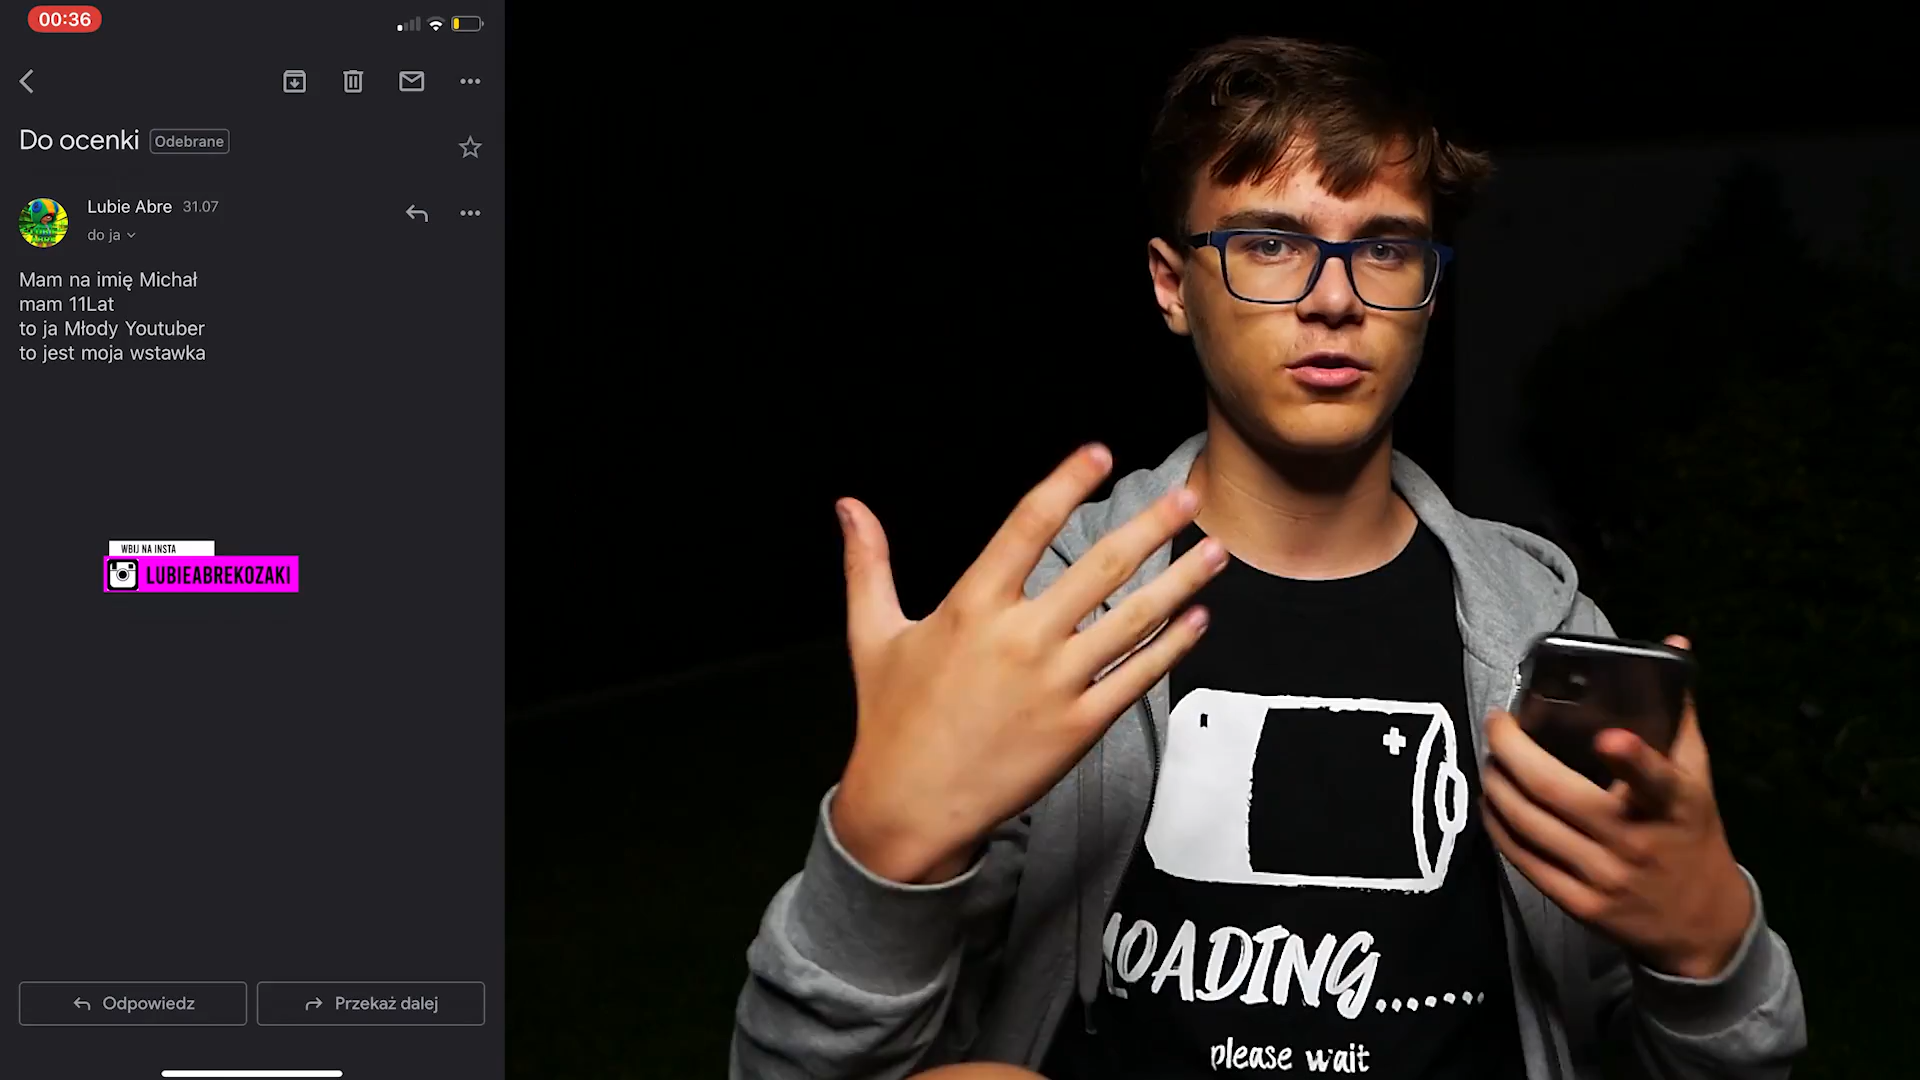 00:36
Do ocenki
Odebrane
Lubie Abre 31.07
do ja
Mam na imię Michał
mam 11Lat
to ja Młody Youtuber
to jest moja wstawka
WBIJ NA INSTA
LUBIEABREKOZAKI
Odpowiedz
Przekaż dalej
LOADING.......
please wait